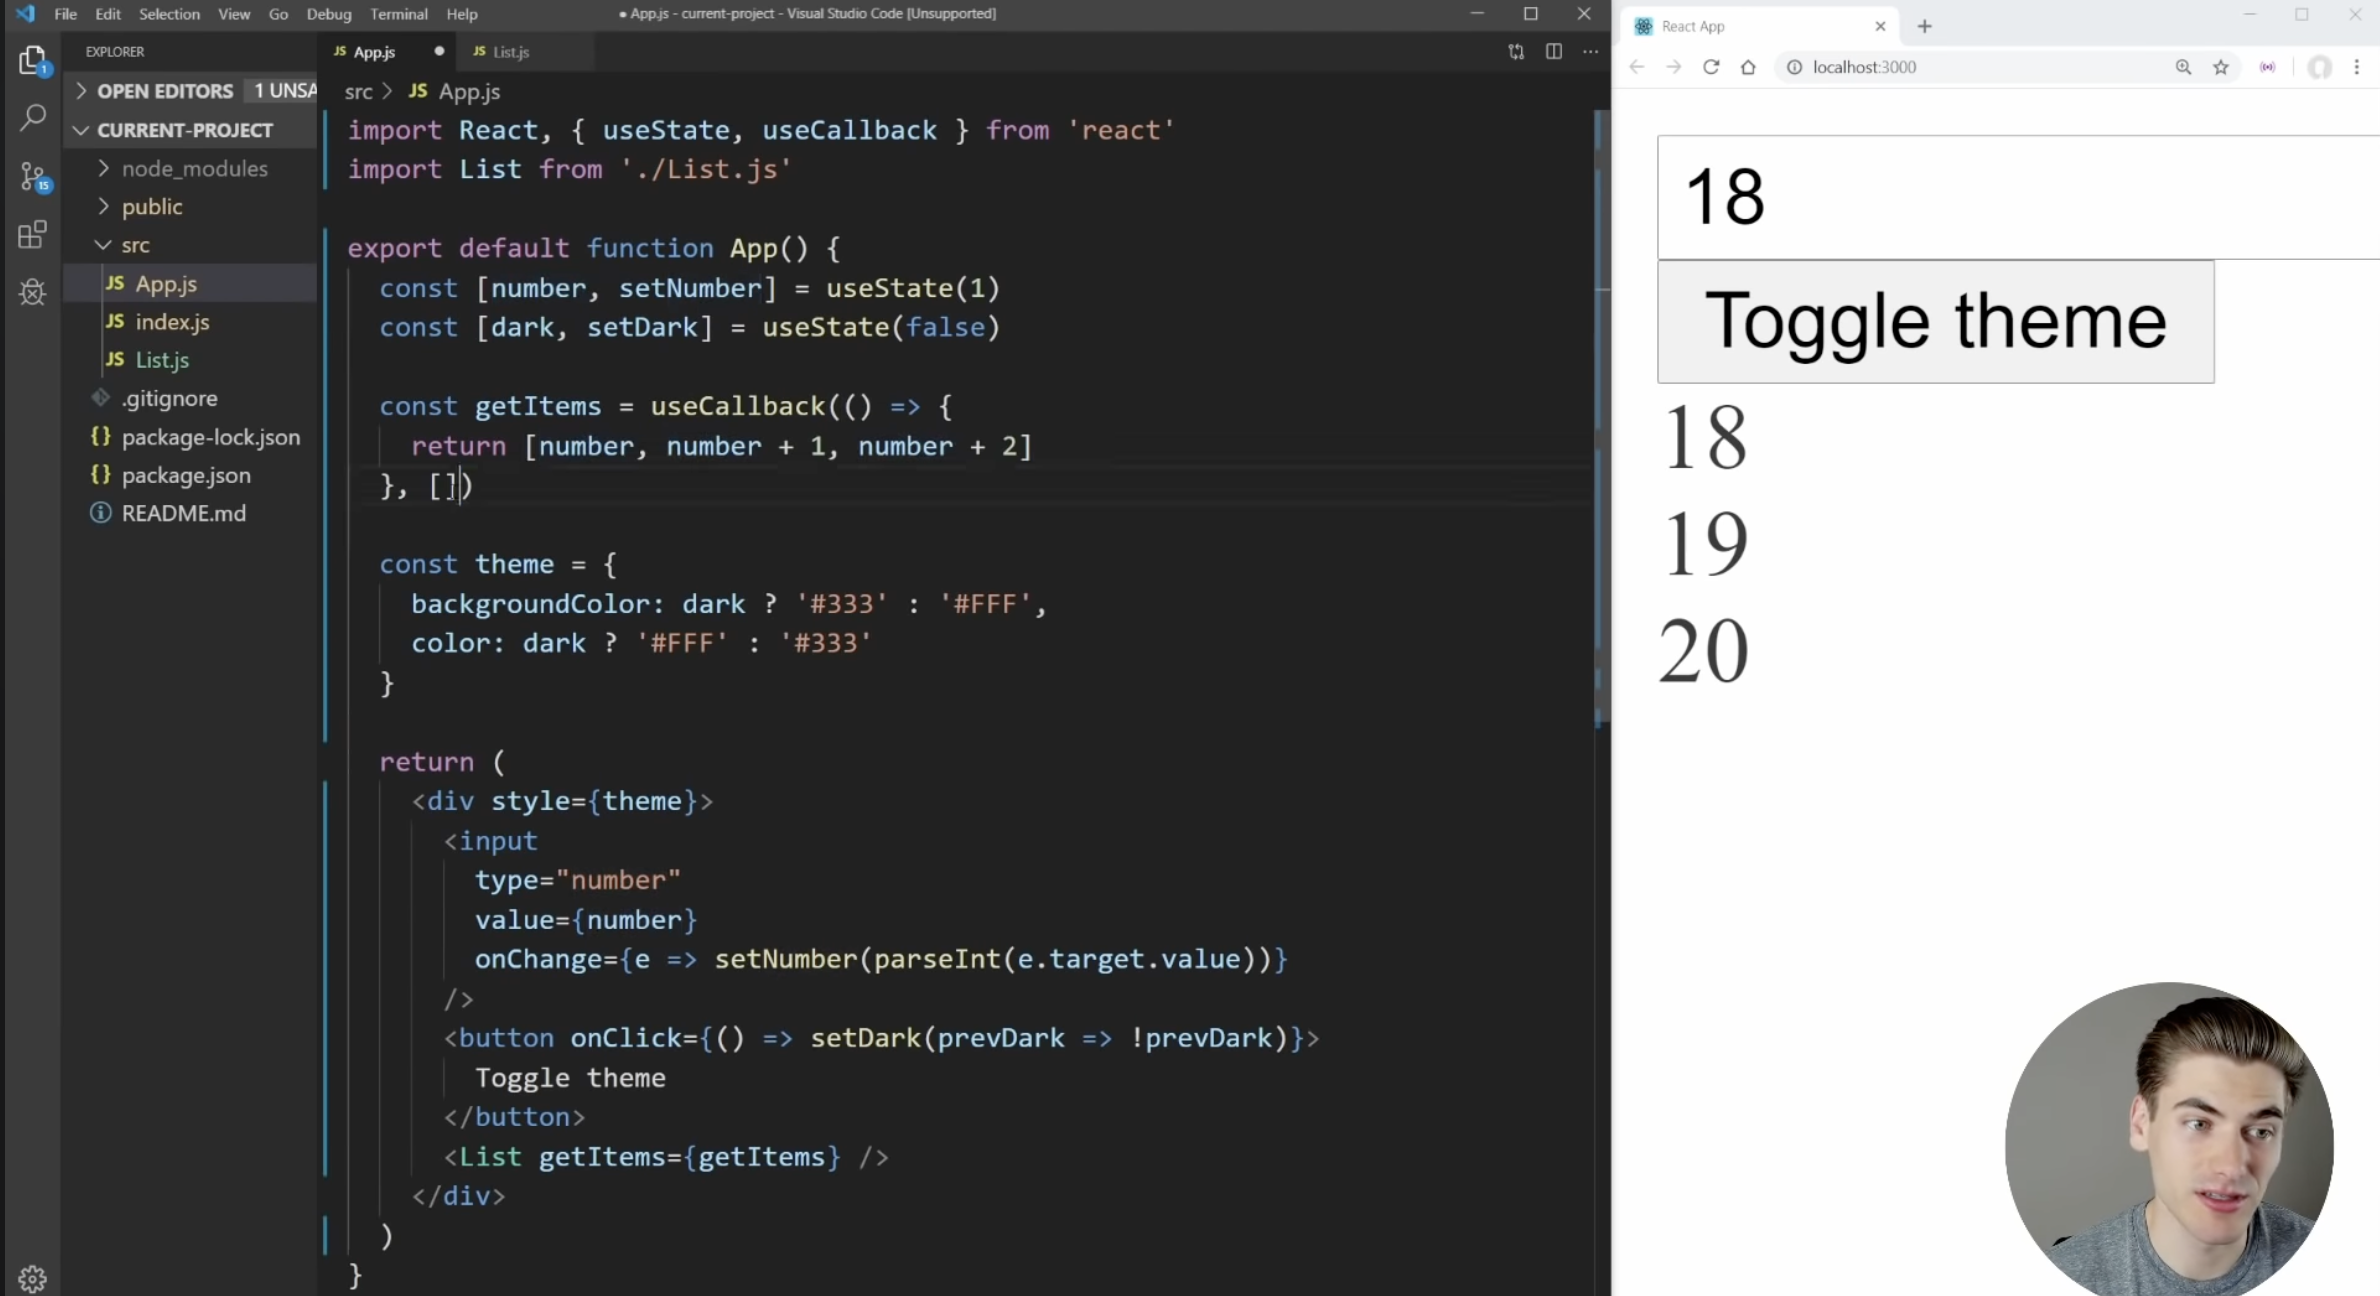 File Edit Selection View Go Debug Terminal Help
● App.js - current-project - Visual Studio Code [Unsupported]
EXPLORER
OPEN EDITORS 1 UNSA
CURRENT-PROJECT
node_modules
public
src
JS App.js
JS index.js
JS List.js
.gitignore
{} package-lock.json
{} package.json
README.md
1
15
JS App.js ●
JS List.js
src > JS App.js
import React, { useState, useCallback } from 'react'
import List from './List.js'
export default function App() {
const [number, setNumber] = useState(1)
const [dark, setDark] = useState(false)
const getItems = useCallback(() => {
return [number, number + 1, number + 2]
}, [])
const theme = {
backgroundColor: dark ? '#333' : '#FFF',
color: dark ? '#FFF' : '#333'
}
return (
<div style={theme}>
<input
type="number"
value={number}
onChange={e => setNumber(parseInt(e.target.value))}
/>
<button onClick={() => setDark(prevDark => !prevDark)}>
Toggle theme
</button>
<List getItems={getItems} />
</div>
)
}
React App
localhost:3000
18
Toggle theme
18
19
20